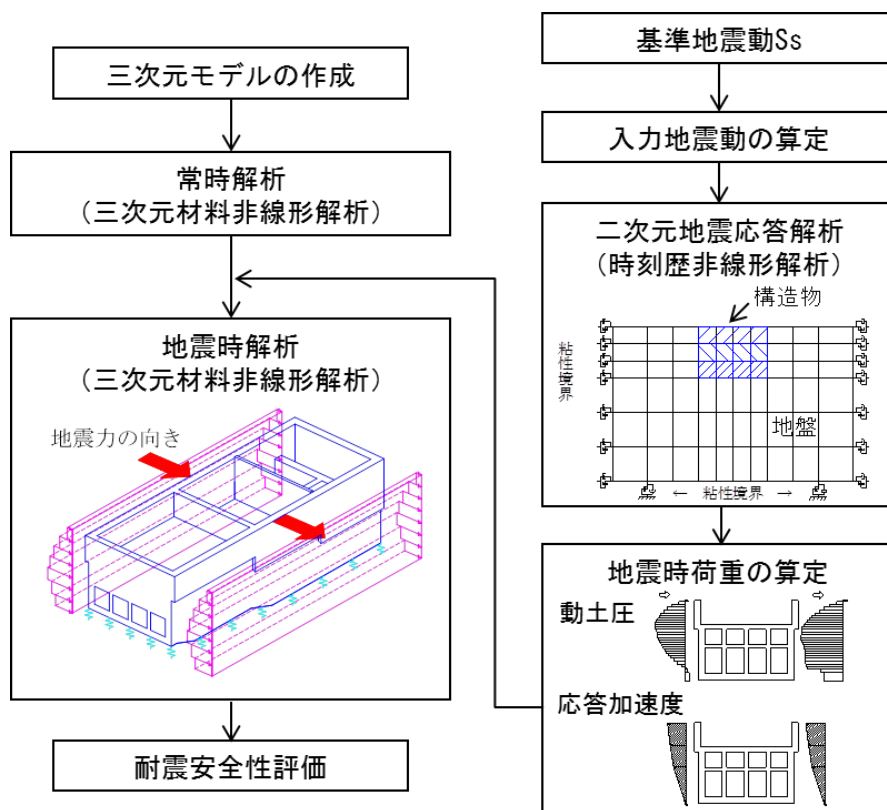 三次元モデルの作成
常時解析
(三次元材料非線形解析)
地震時解析
(三次元材料非線形解析)
地震力の向き
耐震安全性評価
基準地震動Ss
入力地震動の算定
二次元地震応答解析
(時刻歴非線形解析)
構造物
粘性境界
地盤
← 粘性境界 →
地震時荷重の算定
動土圧
応答加速度